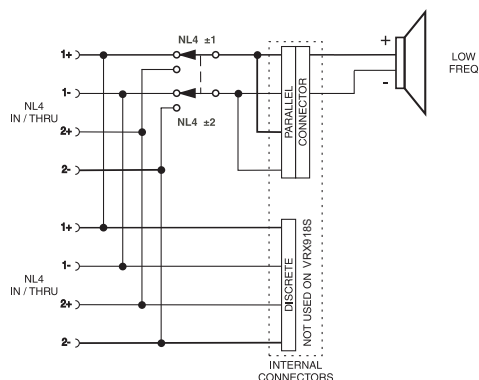 NL4 ±1
1+
1-
NL4
IN / THRU
2+
2-
NL4 ±2
PARALLEL
CONNECTOR
+
-
LOW
FREQ
1+
1-
NL4
IN / THRU
2+
2-
DISCRETE
NOT USED ON VRX918S
INTERNAL
CONNECTORS